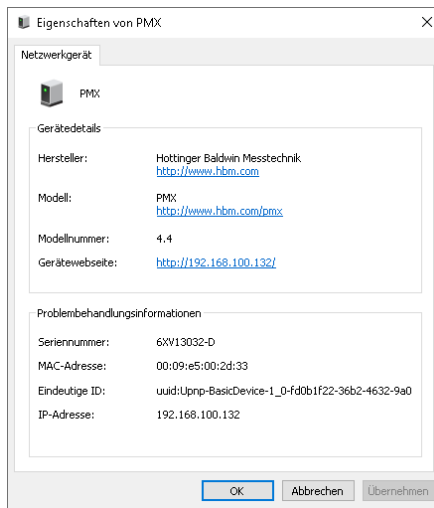 Eigenschaften von PMX
Netzwerkgerät
PMX
Gerätedetails
Hersteller: Hottinger Baldwin Messtechnik
http://www.hbm.com
Modell: PMX
http://www.hbm.com/pmx
Modellnummer: 4.4
Gerätewebseite: http://192.168.100.132/
Problembehandlungsinformationen
Seriennummer: 6XV13032-D
MAC-Adresse: 00:09:e5:00:2d:33
Eindeutige ID: uuid:Upnp-BasicDevice-1_0-fd0b1f22-36b2-4632-9a0
IP-Adresse: 192.168.100.132
OK Abbrechen Übernehmen